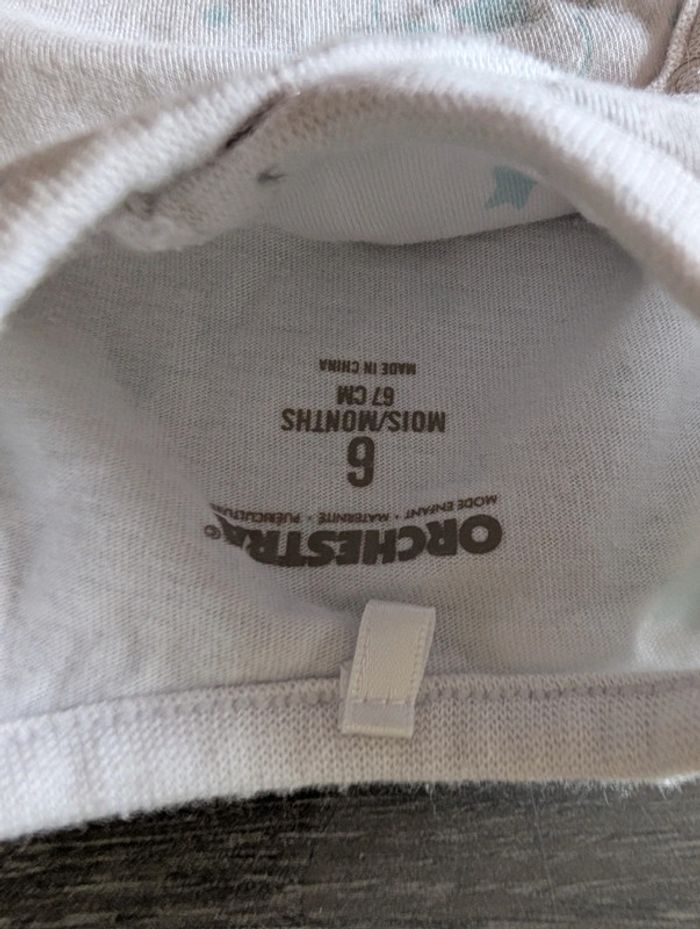 ORCHESTRA©
MODE ENFANT • MATERNITÉ • PUÉRICULTURE
6
MOIS/MONTHS
67 CM
MADE IN CHINA